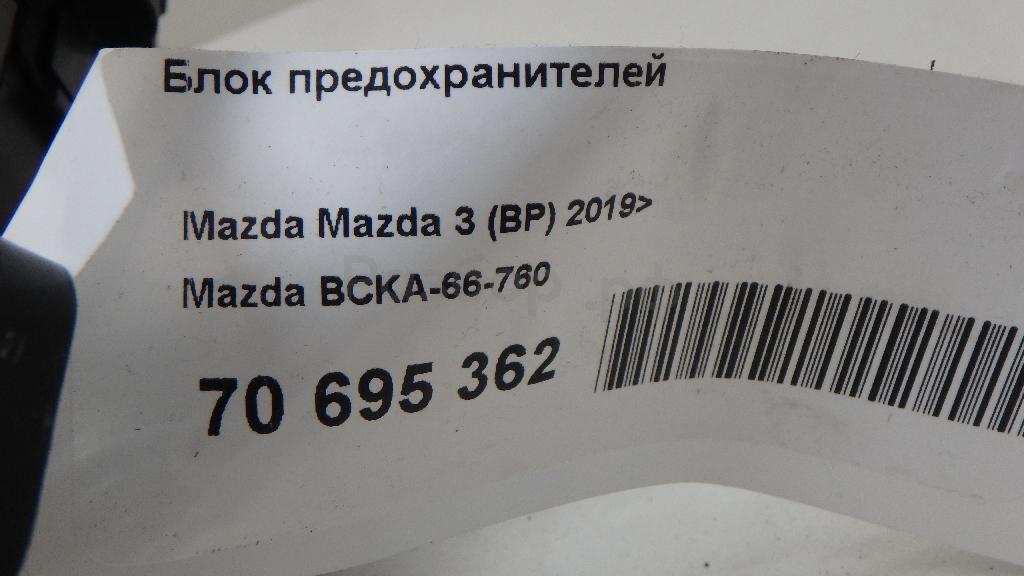 Блок предохранителей
Mazda Mazda 3 (BP) 2019>
Mazda BCKA-66-760
70 695 362